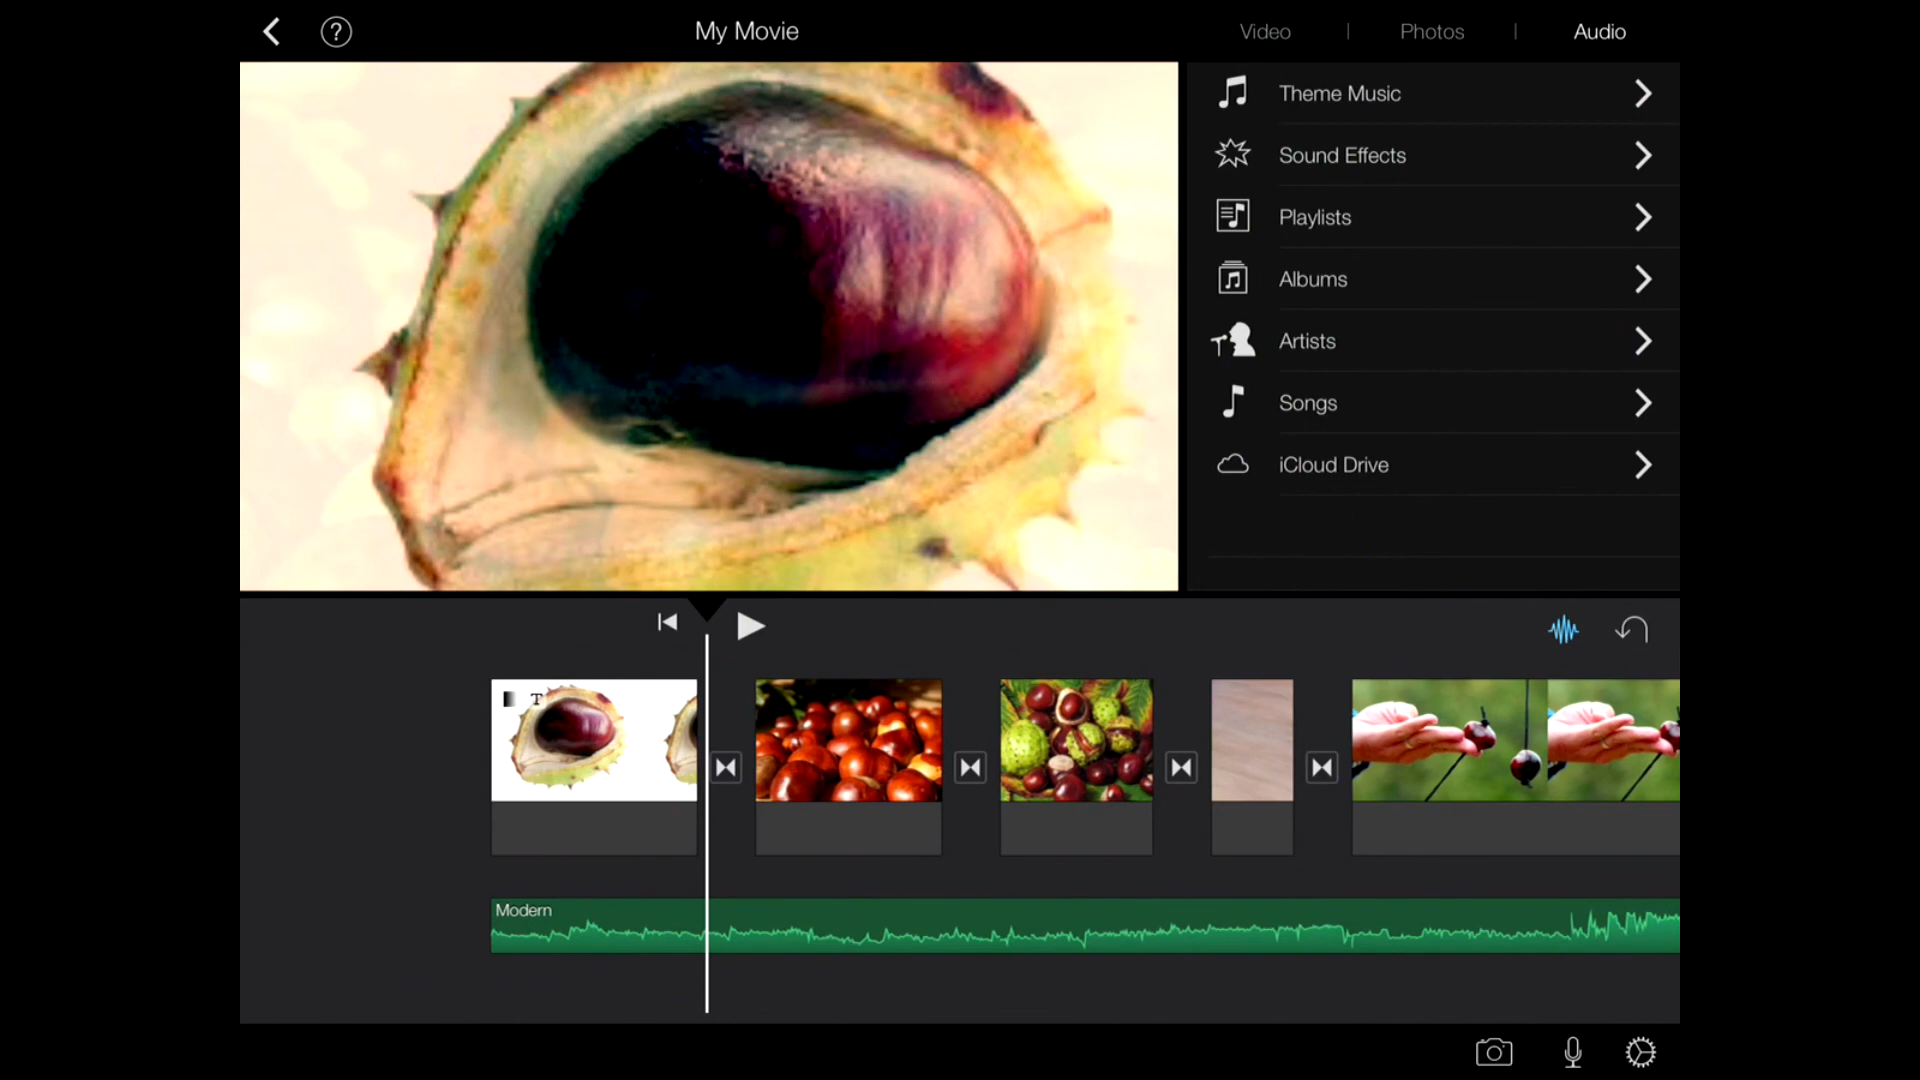 ?
My Movie
Video | Photos | Audio
Theme Music
Sound Effects
Playlists
Albums
Artists
Songs
iCloud Drive
T
Modern